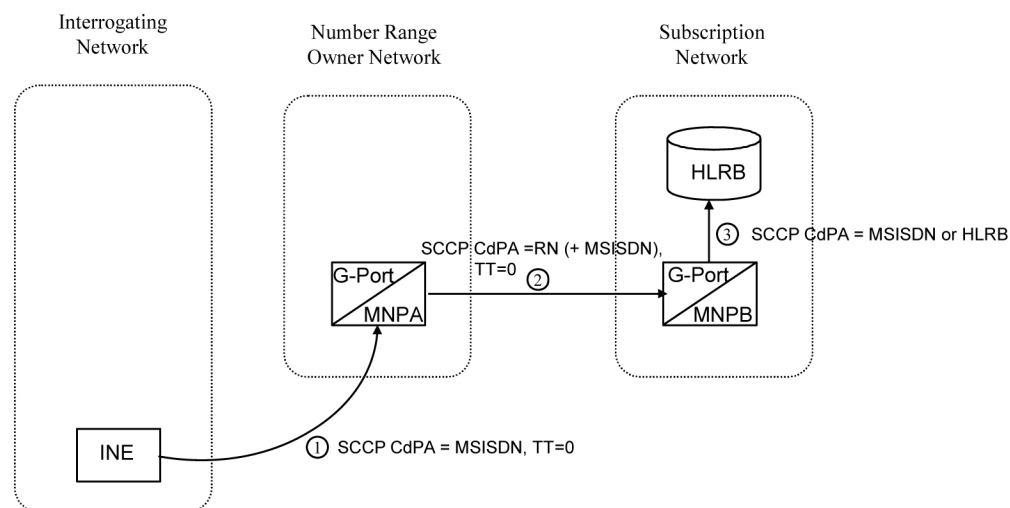 Interrogating
Network
Number Range
Owner Network
Subscription
Network
HLRB
③ SCCP CdPA = MSISDN or HLRB
SCCP CdPA =RN (+ MSISDN),
TT=0
②
G-Port
MNPA
G-Port
MNPB
INE
① SCCP CdPA = MSISDN, TT=0